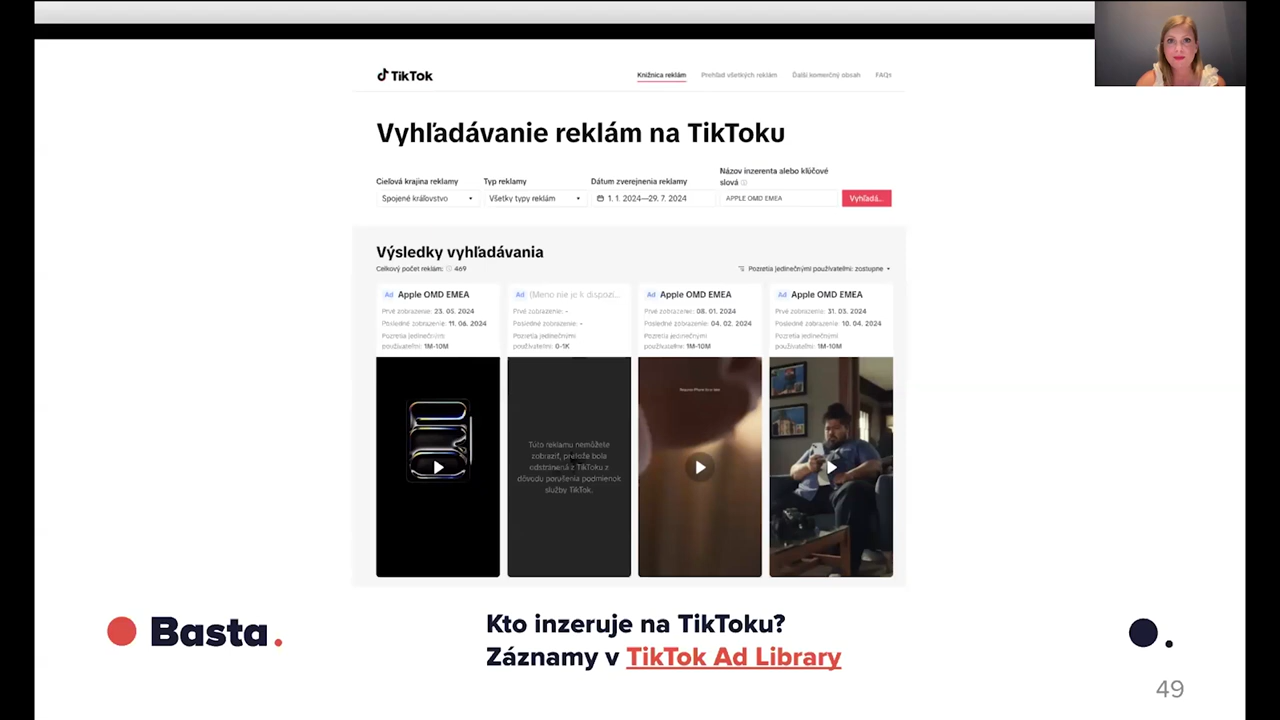 TikTok
Knižnica reklám Prehľad všetkých reklám Ďalší komerčný obsah FAQs
Vyhľadávanie reklám na TikToku
Cieľová krajina reklamy Typ reklamy Dátum zverejnenia reklamy Názov inzerenta alebo kľúčové
slová
Spojené kráľovstvo Všetky typy reklám 1. 1. 2024—29. 7. 2024 APPLE OMD EMEA Vyhľadá...
Výsledky vyhľadávania
Celkový počet reklám: 469 Pozretia jedinečnými používateľmi: zostupne
Ad Apple OMD EMEA
Prvé zobrazenie: 23. 05. 2024
Posledné zobrazenie: 11. 06. 2024
Pozretia jedinečnými
používateľmi: 1M-10M
Ad (Meno nie je k dispozí...
Prvé zobrazenie: -
Posledné zobrazenie: -
Pozretia jedinečnými
používateľmi: 0-1K
Túto reklamu nemôžete
zobraziť, pretože bola
odstránená z TikToku z
dôvodu porušenia podmienok
služby TikTok.
Ad Apple OMD EMEA
Prvé zobrazenie: 08. 01. 2024
Posledné zobrazenie: 04. 02. 2024
Pozretia jedinečnými
používateľmi: 1M-10M
Ad Apple OMD EMEA
Prvé zobrazenie: 31. 03. 2024
Posledné zobrazenie: 10. 04. 2024
Pozretia jedinečnými
používateľmi: 1M-10M
Basta.
Kto inzeruje na TikToku?
Záznamy v TikTok Ad Library
49